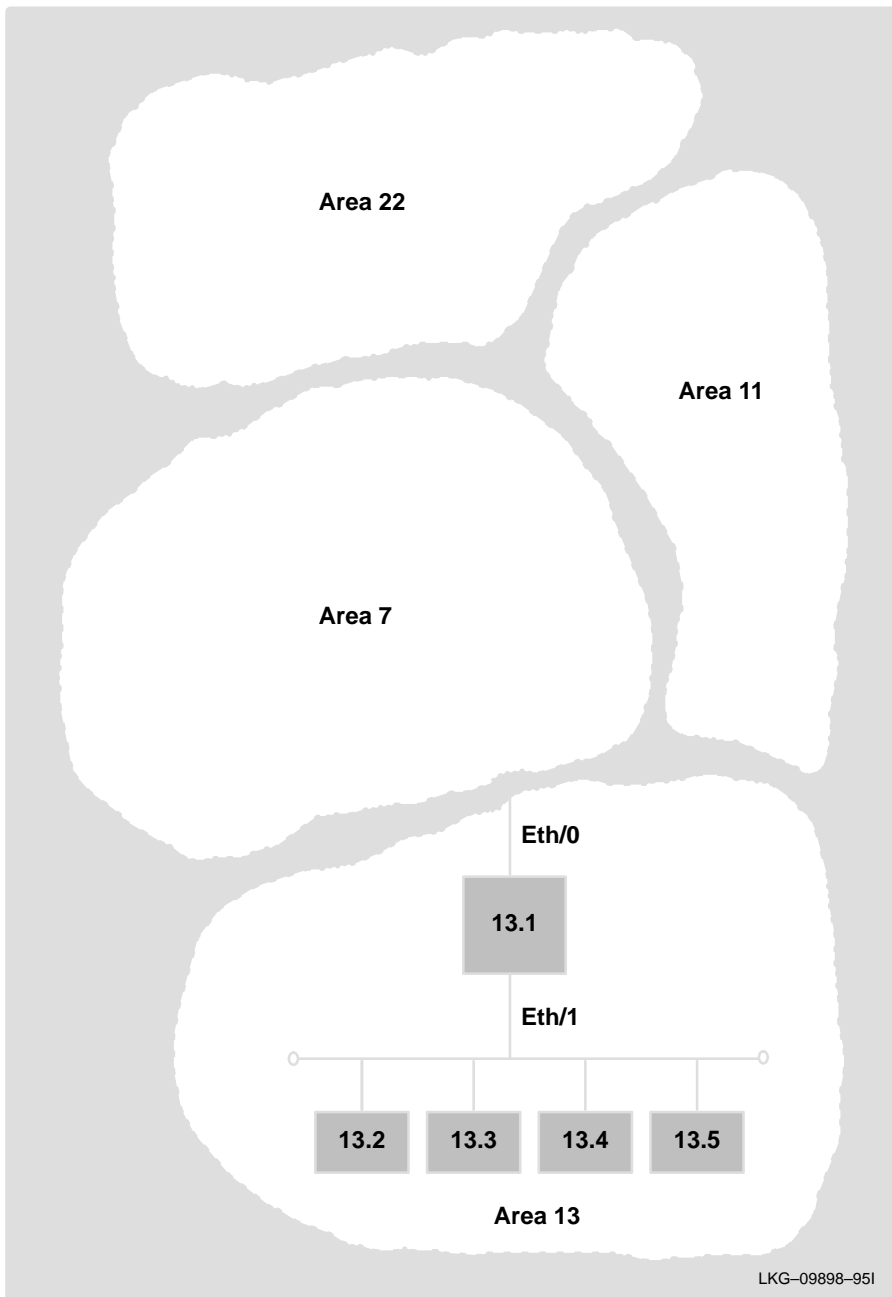 Area 22
Area 11
Area 7
Eth/0
13.1
Eth/1
13.2 13.3 13.4 13.5
Area 13
LKG–09898–95I